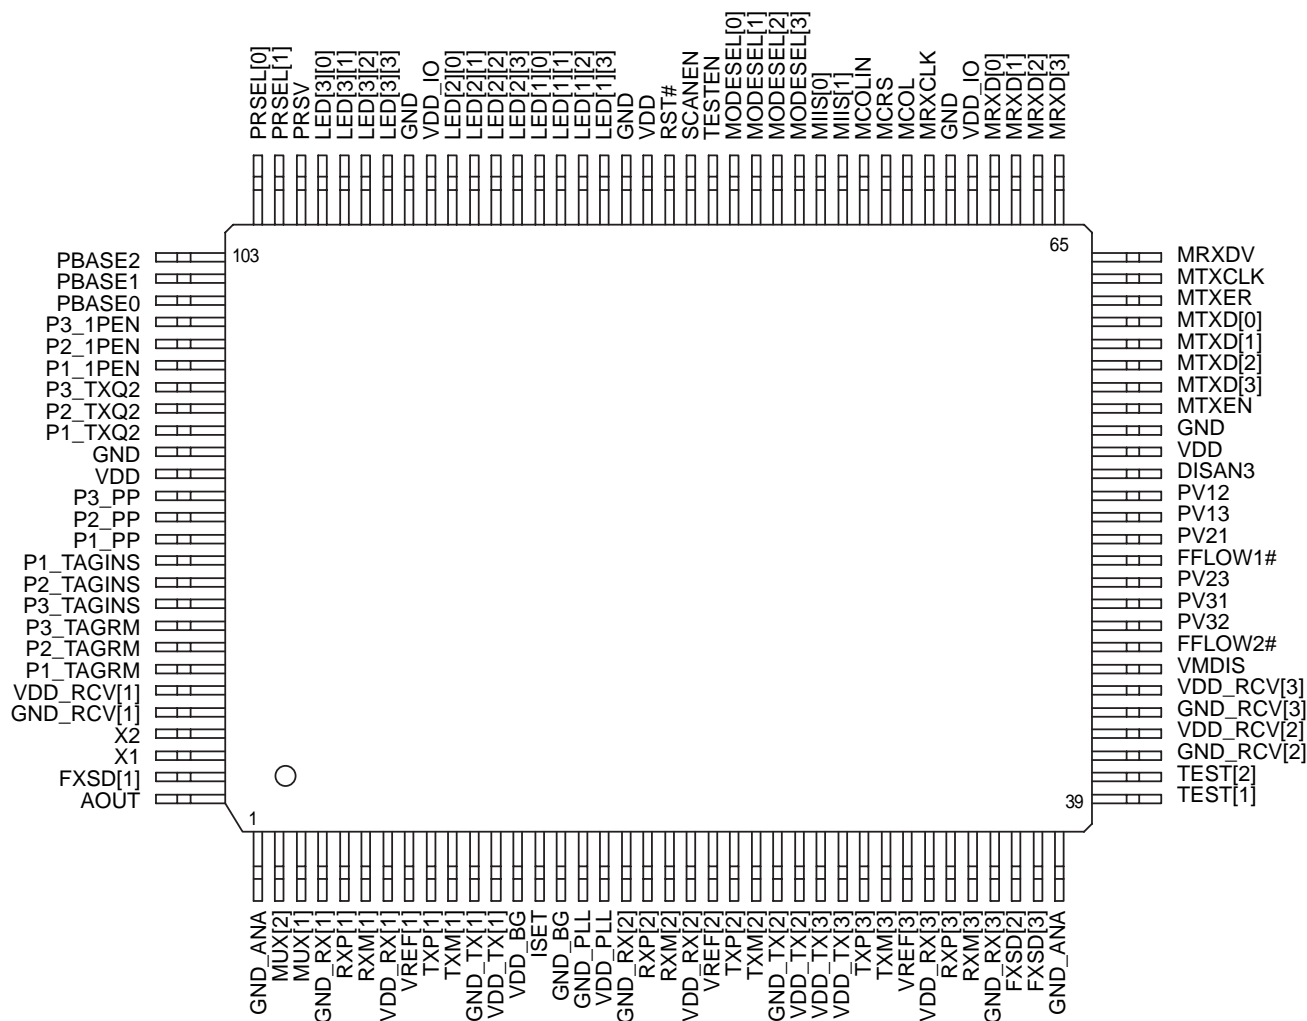 PRSEL[0]
PRSEL[1]
PRSV
LED[3][0]
LED[3][1]
LED[3][2]
LED[3][3]
GND
VDD_IO
LED[2][0]
LED[2][1]
LED[2][2]
LED[2][3]
LED[1][0]
LED[1][1]
LED[1][2]
LED[1][3]
GND
VDD
RST#
SCANEN
TESTEN
MODESEL[0]
MODESEL[1]
MODESEL[2]
MODESEL[3]
MIIS[0]
MIIS[1]
MCOLIN
MCRS
MCOL
MRXCLK
GND
VDD_IO
MRXD[0]
MRXD[1]
MRXD[2]
MRXD[3]
103
65
PBASE2
PBASE1
PBASE0
P3_1PEN
P2_1PEN
P1_1PEN
P3_TXQ2
P2_TXQ2
P1_TXQ2
GND
VDD
P3_PP
P2_PP
P1_PP
P1_TAGINS
P2_TAGINS
P3_TAGINS
P3_TAGRM
P2_TAGRM
P1_TAGRM
VDD_RCV[1]
GND_RCV[1]
X2
X1
FXSD[1]
AOUT
MRXDV
MTXCLK
MTXER
MTXD[0]
MTXD[1]
MTXD[2]
MTXD[3]
MTXEN
GND
VDD
DISAN3
PV12
PV13
PV21
FFLOW1#
PV23
PV31
PV32
FFLOW2#
VMDIS
VDD_RCV[3]
GND_RCV[3]
VDD_RCV[2]
GND_RCV[2]
TEST[2]
TEST[1]
1
39
GND_ANA
MUX[2]
MUX[1]
GND_RX[1]
RXP[1]
RXM[1]
VDD_RX[1]
VREF[1]
TXP[1]
TXM[1]
GND_TX[1]
VDD_TX[1]
VDD_BG
ISET
GND_BG
GND_PLL
VDD_PLL
GND_RX[2]
RXP[2]
RXM[2]
VDD_RX[2]
VREF[2]
TXP[2]
TXM[2]
GND_TX[2]
VDD_TX[2]
VDD_TX[3]
VDD_TX[3]
TXP[3]
TXM[3]
VREF[3]
VDD_RX[3]
RXP[3]
RXM[3]
GND_RX[3]
FXSD[2]
FXSD[3]
GND_ANA